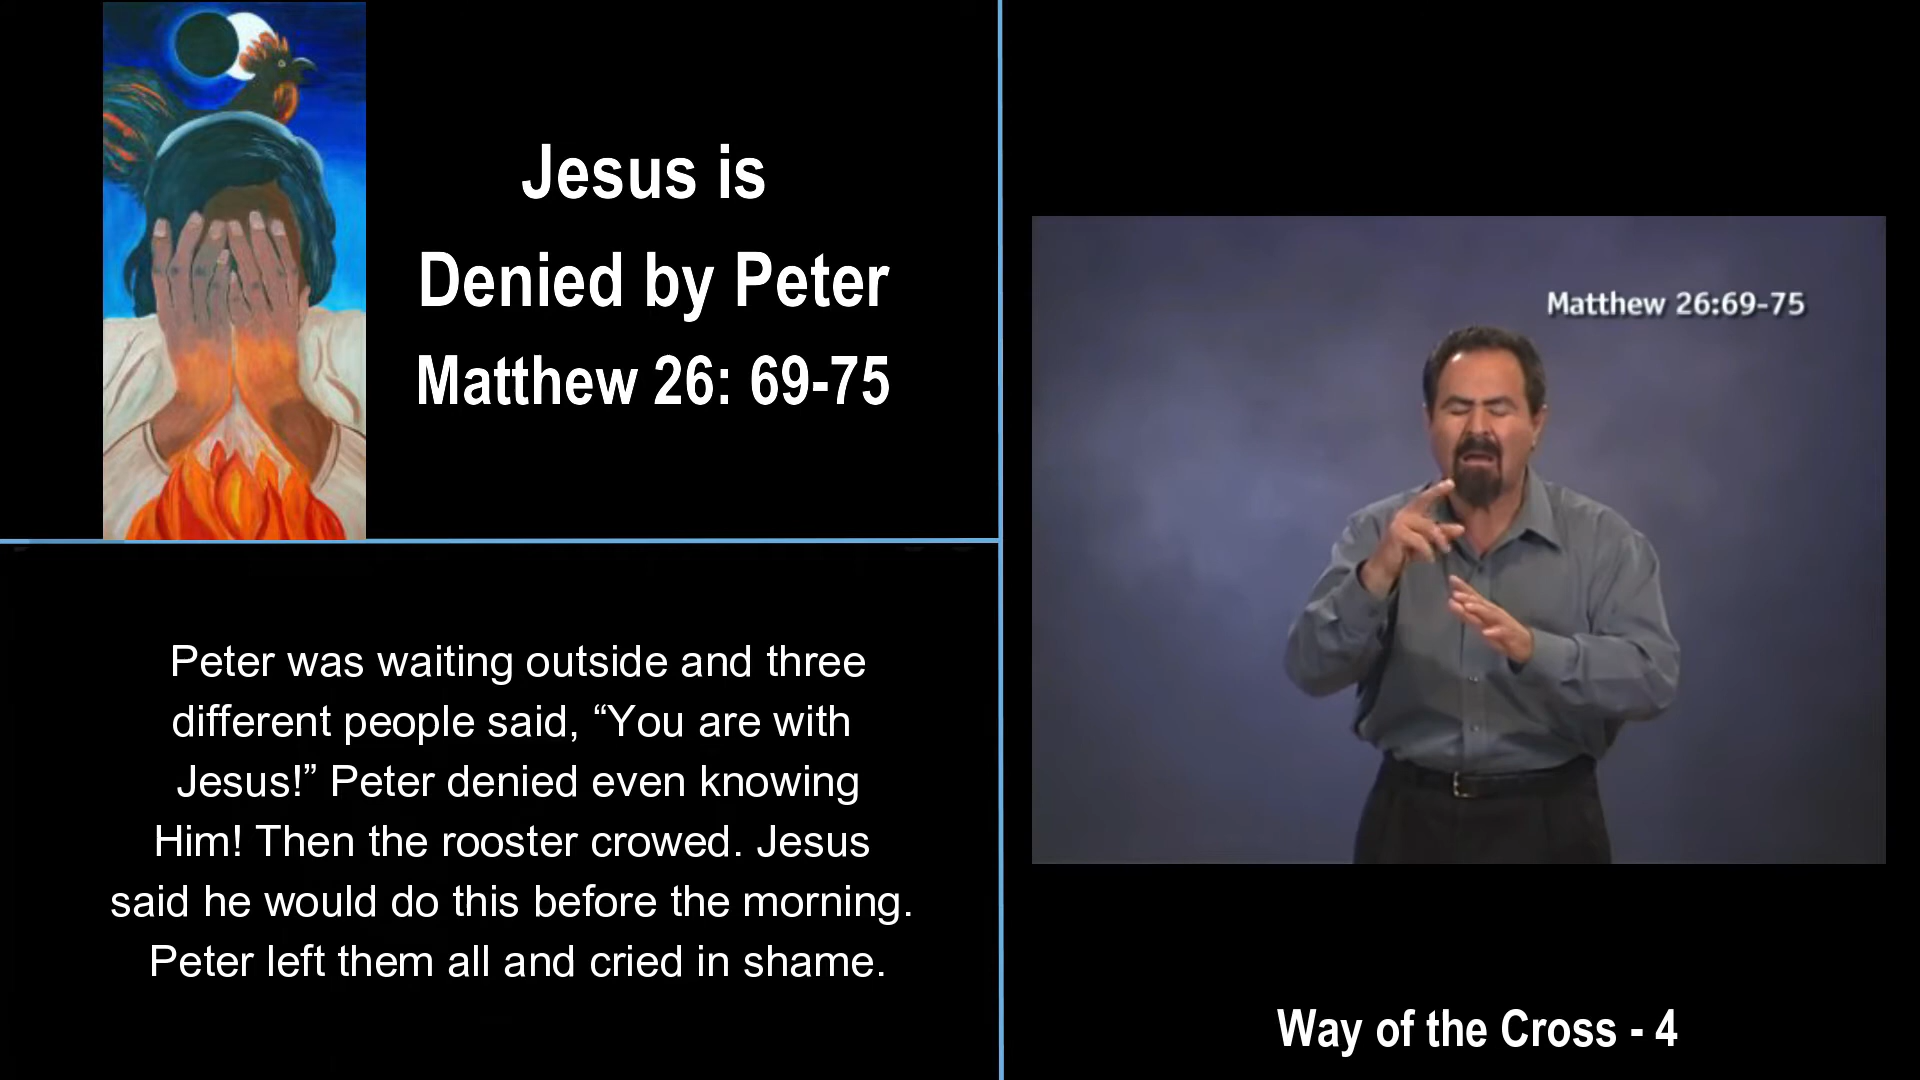 Jesus is
Denied by Peter
Matthew 26: 69-75
Peter was waiting outside and three
different people said, “You are with
Jesus!” Peter denied even knowing
Him! Then the rooster crowed. Jesus
said he would do this before the morning.
Peter left them all and cried in shame.
Matthew 26:69-75
Way of the Cross - 4